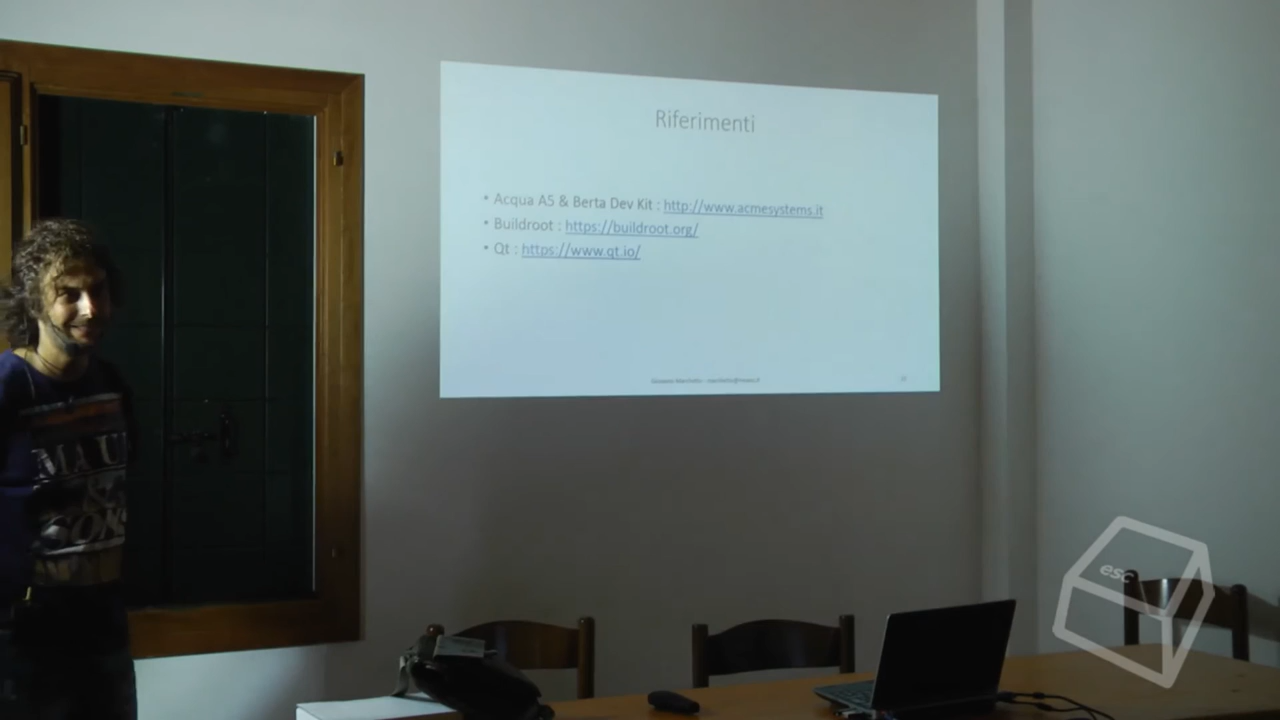 Riferimenti
• Acqua A5 & Berta Dev Kit : http://www.acmesystems.it
• Buildroot : https://buildroot.org/
• Qt : https://www.qt.io/
esc